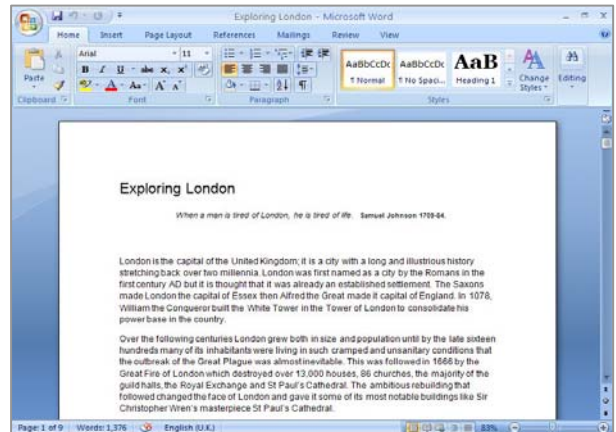 Exploring London - Microsoft Word
Home Insert Page Layout References Mailings Review View
Arial 11
Paste
B I U abc x₂ x²
Aa A A
AaBbCcDc AaBbCcDc AaB
¶ Normal ¶ No Spaci... Heading 1
Change Styles
Editing
Clipboard Font Paragraph Styles
Exploring London
When a man is tired of London, he is tired of life. Samuel Johnson 1709-84.
London is the capital of the United Kingdom; it is a city with a long and illustrious history
stretching back over two millennia. London was first named as a city by the Romans in the
first century AD but it is thought that it was already an established settlement. The Saxons
made London the capital of Essex then Alfred the Great made it capital of England. In 1078,
William the Conqueror built the White Tower in the Tower of London to consolidate his
power base in the country.
Over the following centuries London grew both in size and population until by the late sixteen
hundreds many of its inhabitants were living in such cramped and unsanitary conditions that
the outbreak of the Great Plague was almost inevitable. This was followed in 1666 by the
Great Fire of London which destroyed over 13,000 houses, 86 churches, the majority of the
guild halls, the Royal Exchange and St Paul's Cathedral. The ambitious rebuilding that
followed changed the face of London and gave it some of its most notable buildings like Sir
Christopher Wren's masterpiece St Paul's Cathedral.
Page: 1 of 9 Words: 1,376 English (U.K.) 83%